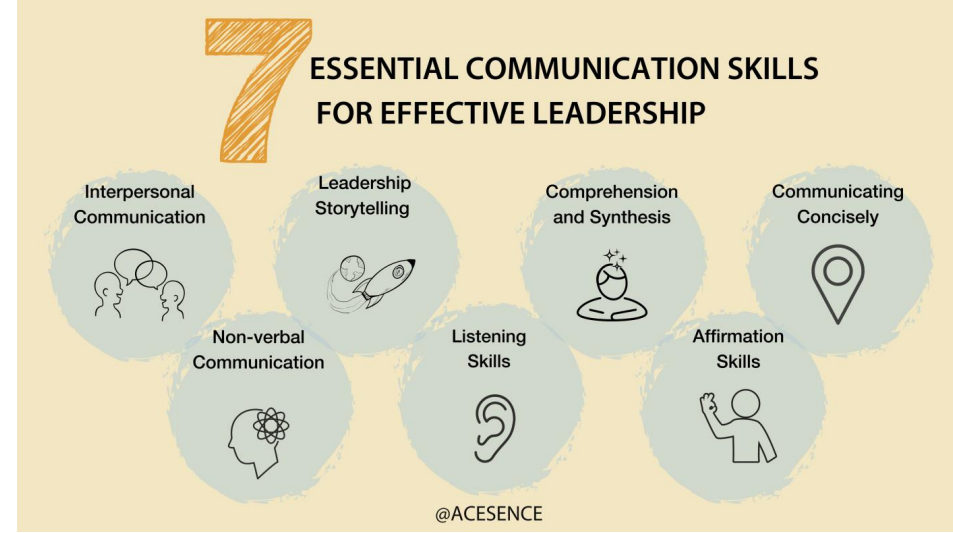 7
ESSENTIAL COMMUNICATION SKILLS
FOR EFFECTIVE LEADERSHIP
Interpersonal
Communication
Leadership
Storytelling
Comprehension
and Synthesis
Communicating
Concisely
Non-verbal
Communication
Listening
Skills
Affirmation
Skills
@ACESENCE